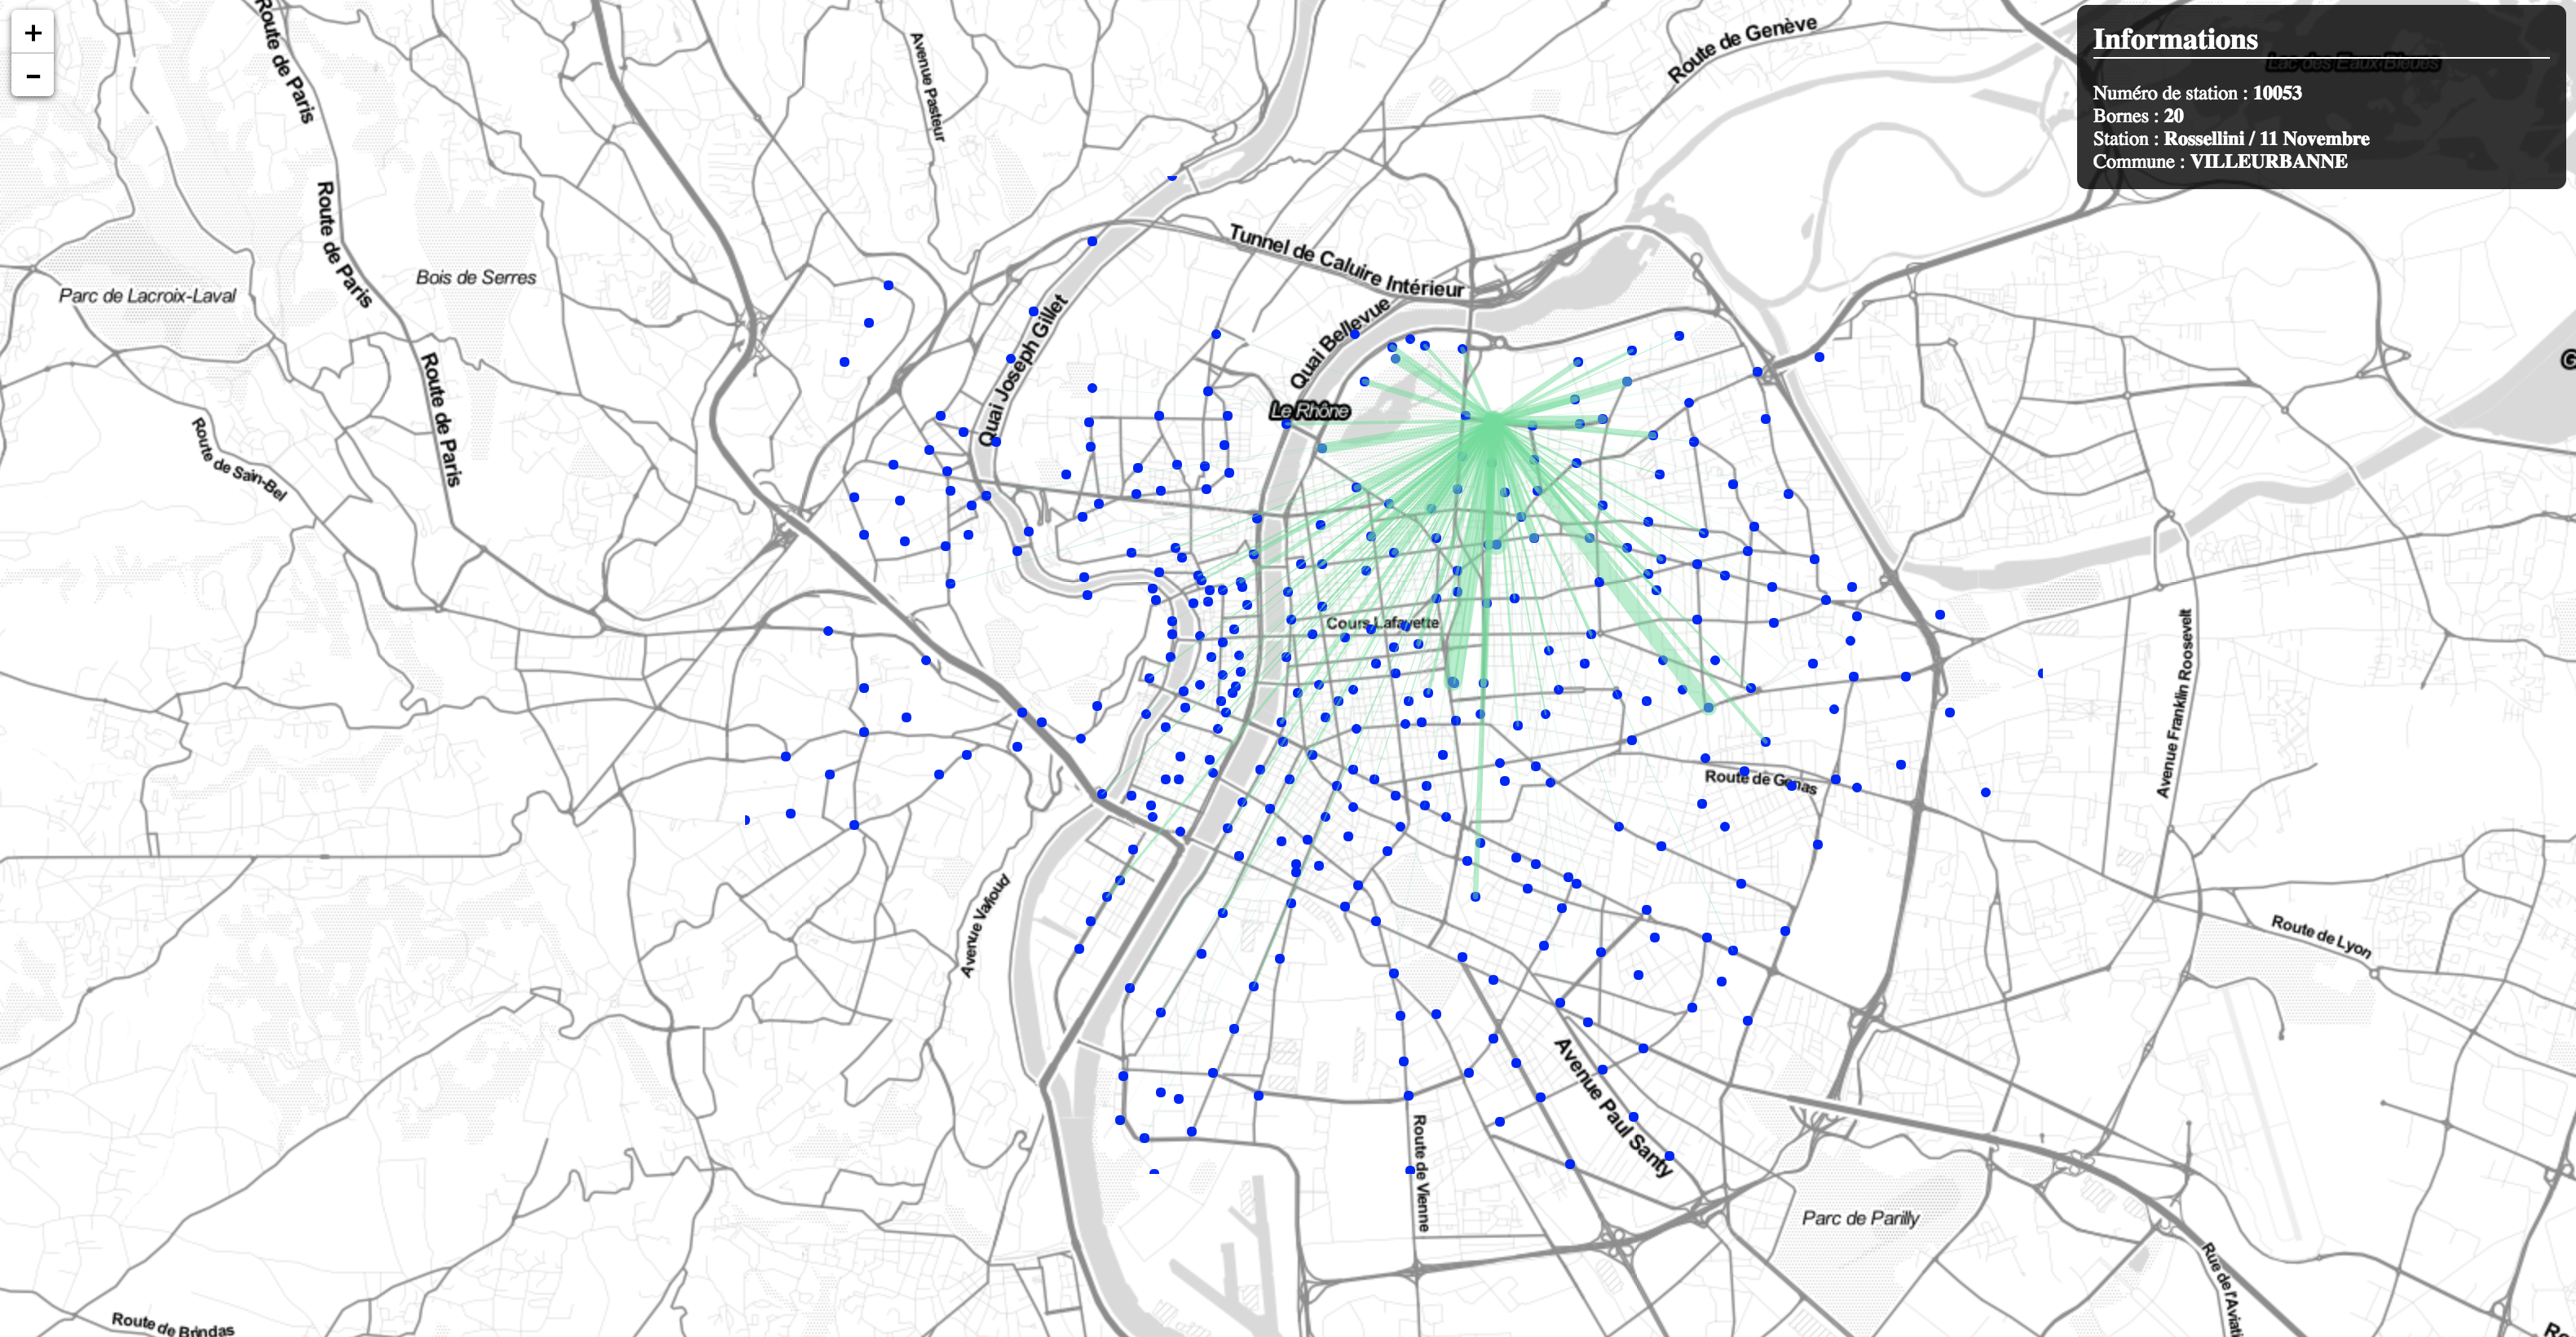 +
−
Informations
Lac des Eaux-Bleues
Numéro de station : 10053
Bornes : 20
Station : Rossellini / 11 Novembre
Commune : VILLEURBANNE
Route de Paris
Avenue Pasteur
Route de Genève
Route de Paris
Tunnel de Caluire Intérieur
Bois de Serres
Parc de Lacroix-Laval
Quai Joseph Gillet
Quai Bellevue
Route de Paris
Le Rhône
Route de Sain-Bel
Cours Lafayette
Avenue Franklin Roosevelt
Route de Genas
Avenue Valioud
Route de Lyon
Avenue Paul Santy
Route de Vienne
Parc de Parilly
Rue de l'Aviati
Route de Brindas